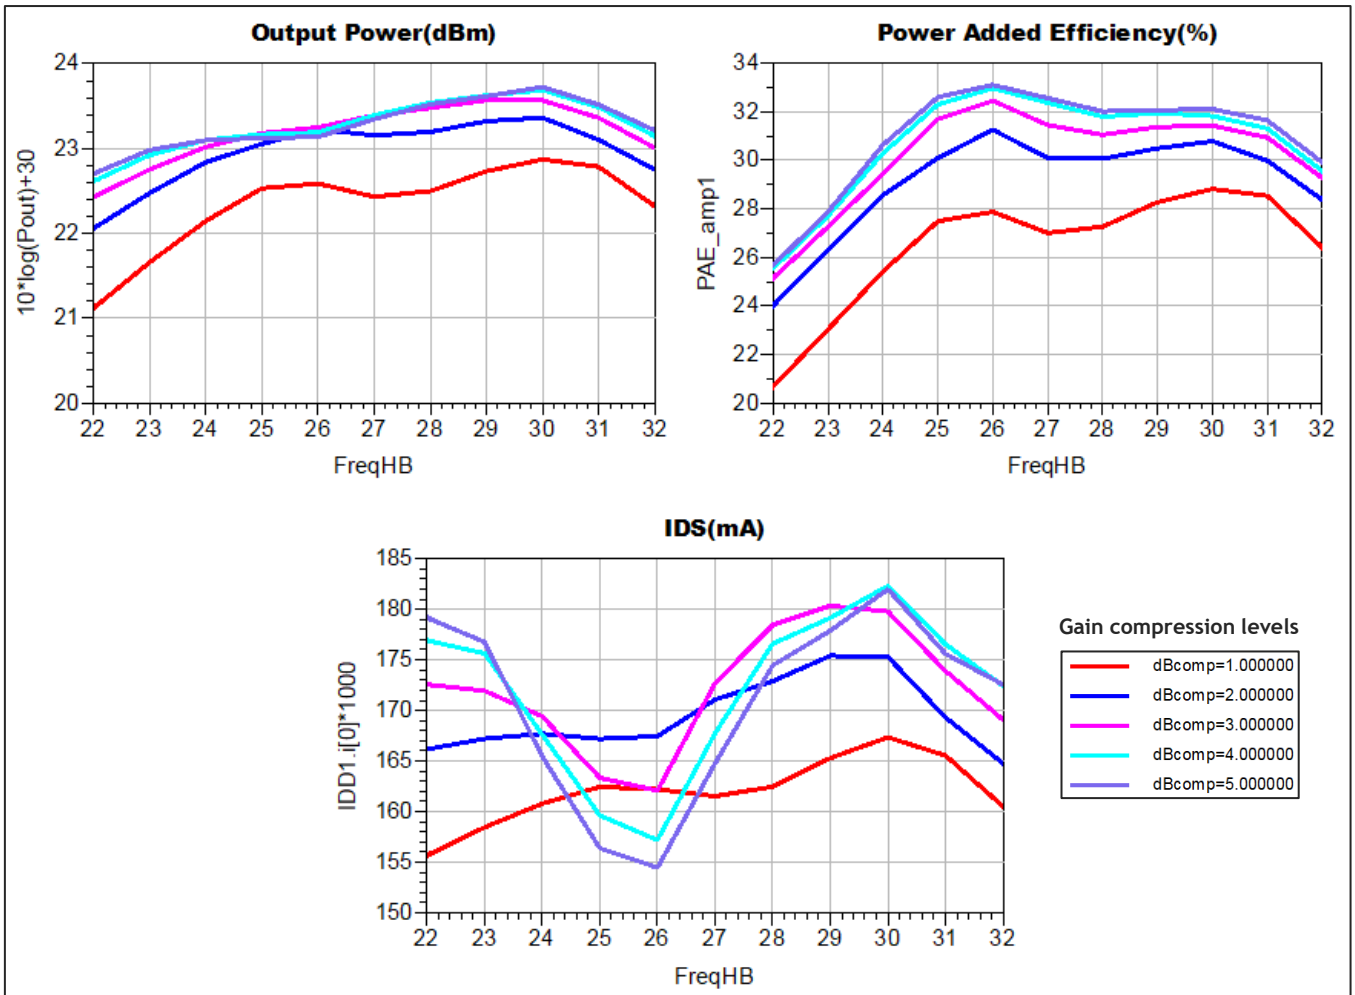 Output Power(dBm)
10*log(Pout)+30
24
23
22
21
20
22 23 24 25 26 27 28 29 30 31 32
FreqHB
Power Added Efficiency(%)
PAE_amp1
34
32
30
28
26
24
22
20
22 23 24 25 26 27 28 29 30 31 32
FreqHB
IDS(mA)
IDD1.i[0]*1000
185
180
175
170
165
160
155
150
22 23 24 25 26 27 28 29 30 31 32
FreqHB
Gain compression levels
dBcomp=1.000000
dBcomp=2.000000
dBcomp=3.000000
dBcomp=4.000000
dBcomp=5.000000